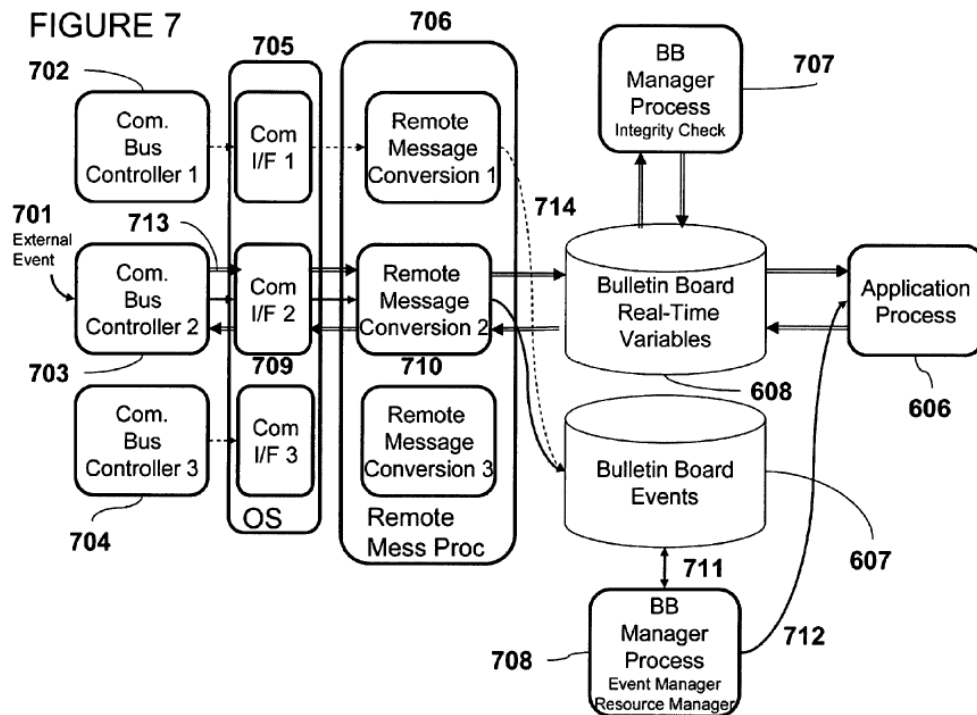 FIGURE 7
706
705
702
BB
Manager
Process
Integrity Check
707
Com.
Bus
Controller 1
Com
I/F 1
Remote
Message
Conversion 1
714
701
External
Event
713
Com.
Bus
Controller 2
Com
I/F 2
Remote
Message
Conversion 2
Bulletin Board
Real-Time
Variables
Application
Process
703
709
710
608
606
Com.
Bus
Controller 3
Com
I/F 3
Remote
Message
Conversion 3
Bulletin Board
Events
704
OS
Remote
Mess Proc
607
711
BB
Manager
Process
Event Manager
Resource Manager
708
712